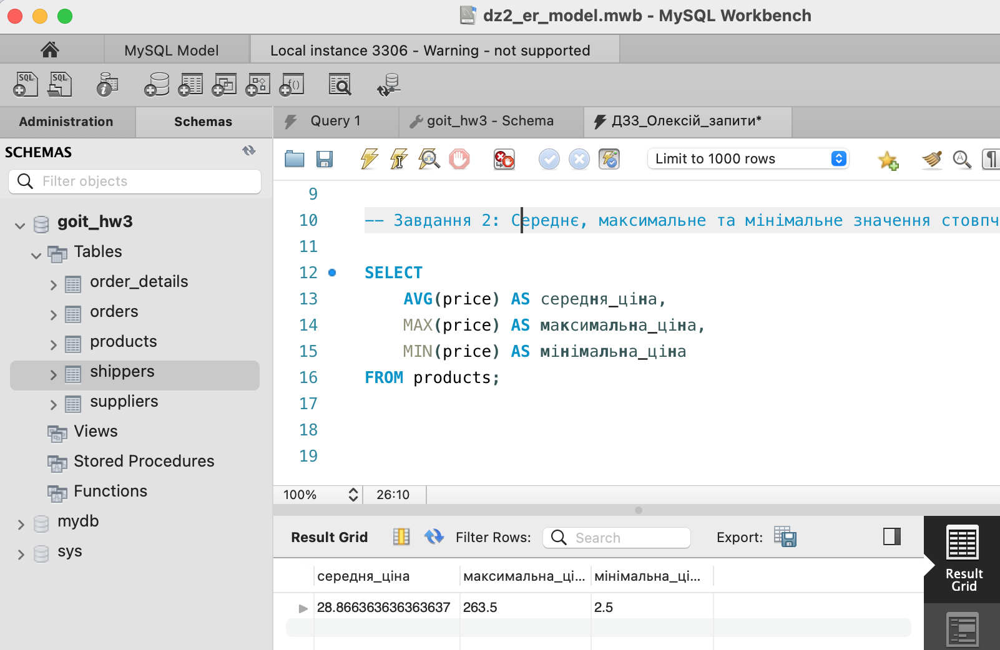 dz2_er_model.mwb - MySQL Workbench
MySQL Model
Local instance 3306 - Warning - not supported
SQL
SQL
Administration
Schemas
Query 1
goit_hw3 - Schema
ДЗ3_Олексій_запити*
SCHEMAS
Filter objects
Limit to 1000 rows
goit_hw3
Tables
order_details
orders
products
shippers
suppliers
Views
Stored Procedures
Functions
mydb
sys
9
10 -- Завдання 2: Середнє, максимальне та мінімальне значення стовпч
11
12 SELECT
13 AVG(price) AS середня_ціна,
14 MAX(price) AS максимальна_ціна,
15 MIN(price) AS мінімальна_ціна
16 FROM products;
17
18
19
100% 26:10
Result Grid
Filter Rows:
Search
Export:
Result
Grid
середня_ціна максимальна_ці... мінімальна_ці...
28.866363636363637 263.5 2.5